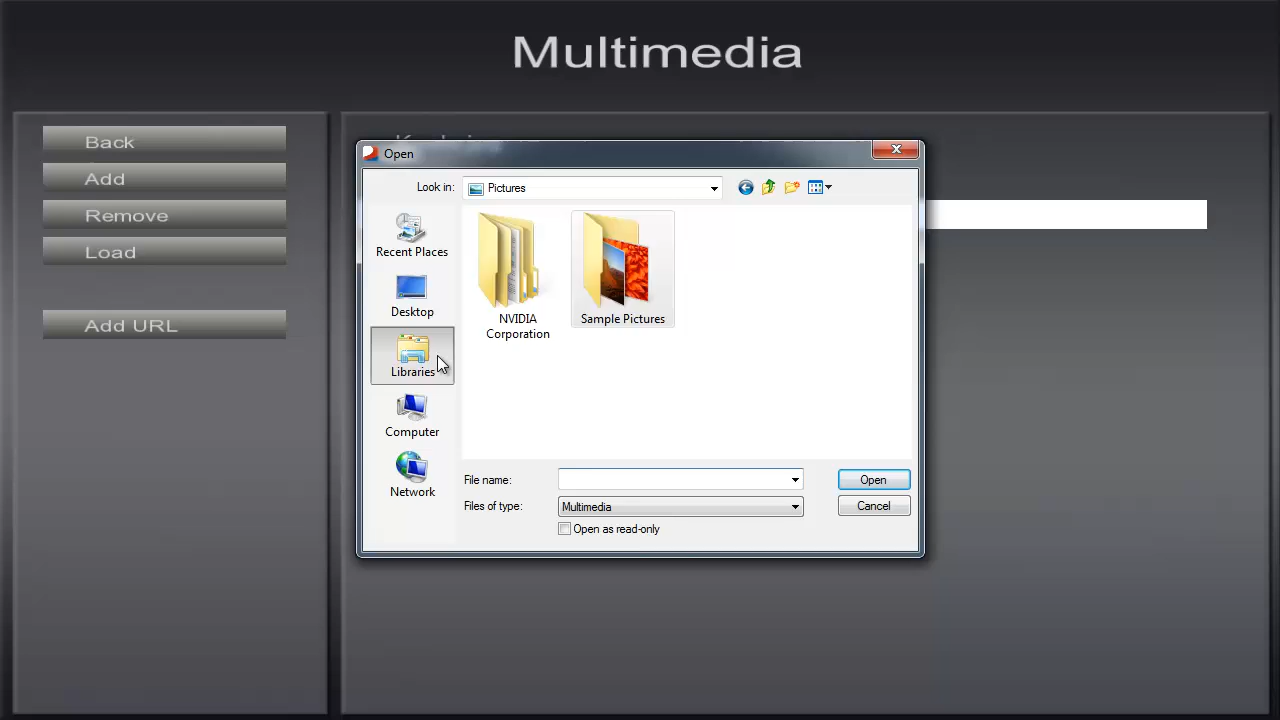 Multimedia
Back
Add
Remove
Load
Add URL
Open
Look in:
Pictures
Recent Places
Desktop
Libraries
Computer
Network
NVIDIA
Corporation
Sample Pictures
File name:
Open
Files of type:
Multimedia
Cancel
Open as read-only